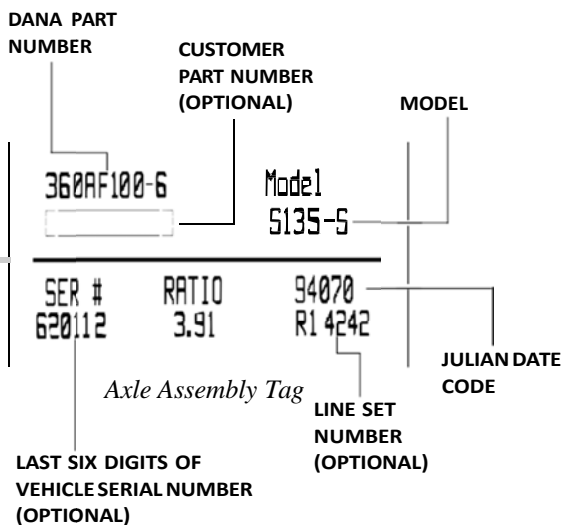 DANA PART
NUMBER
CUSTOMER
PART NUMBER
(OPTIONAL)
MODEL
360AF100-6
Model
S135-S
SER #
RATIO
94070
620112
3.91
R1 4242
JULIAN DATE
CODE
Axle Assembly Tag
LINE SET
NUMBER
(OPTIONAL)
LAST SIX DIGITS OF
VEHICLE SERIAL NUMBER
(OPTIONAL)